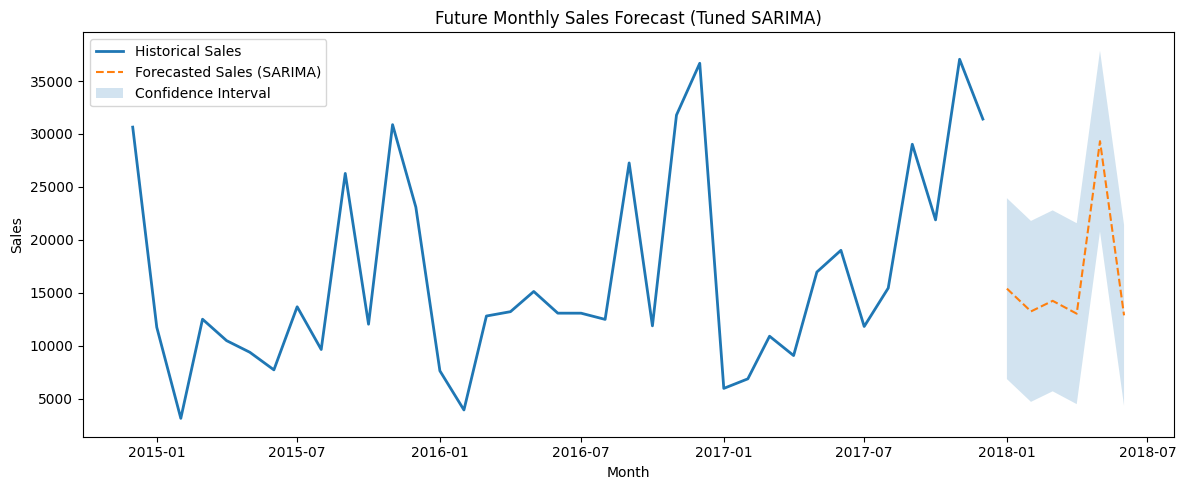 Future Monthly Sales Forecast (Tuned SARIMA)
Historical Sales
Forecasted Sales (SARIMA)
Confidence Interval
35000
30000
25000
20000
15000
10000
5000
Sales
2015-01
2015-07
2016-01
2016-07
2017-01
2017-07
2018-01
2018-07
Month